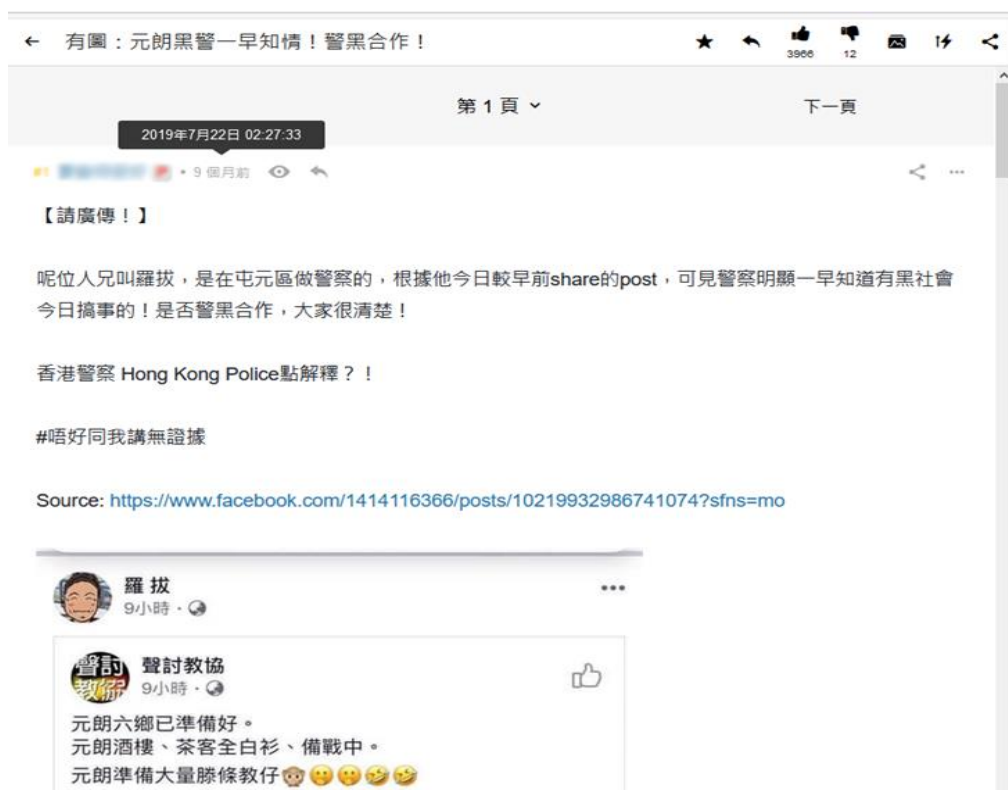 ← 有圖：元朗黑警一早知情！警黑合作！
3966
12
第 1 頁
下一頁
2019年7月22日 02:27:33
#1
• 9 個月前
【請廣傳！】
呢位人兄叫羅拔，是在屯元區做警察的，根據他今日較早前share的post，可見警察明顯一早知道有黑社會
今日搞事的！是否警黑合作，大家很清楚！
香港警察 Hong Kong Police點解釋？！
#唔好同我講無證據
Source: https://www.facebook.com/1414116366/posts/10219932986741074?sfns=mo
羅 拔
9小時 ·
聲討教協
聲討教協
9小時 ·
元朗六鄉已準備好。
元朗酒樓、茶客全白衫、備戰中。
元朗準備大量滕條教仔🐵🤫🤫🤣🤣